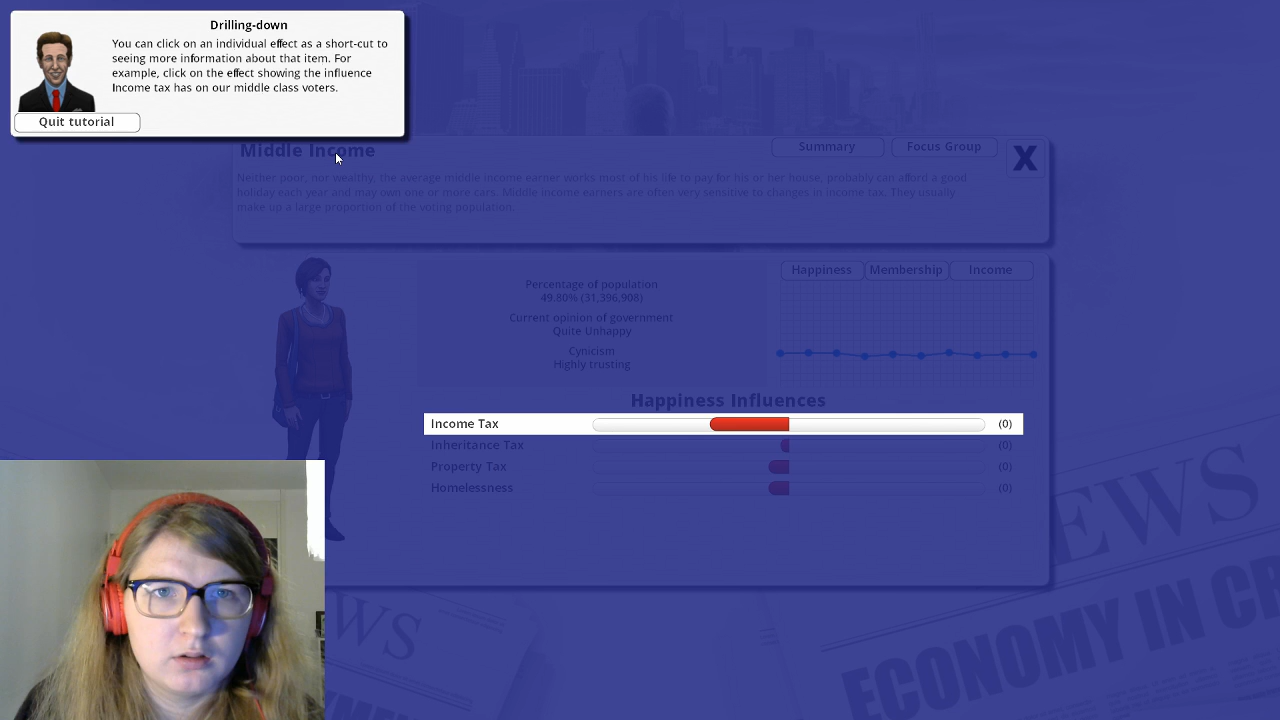 Drilling-down
You can click on an individual effect as a short-cut to
seeing more information about that item. For
example, click on the effect showing the influence
Income tax has on our middle class voters.
Quit tutorial
Middle Income
Summary
Focus Group
X
Neither poor, nor wealthy, the average middle income earner works most of his life to pay for his or her house, probably can afford a good
holiday each year and may own one or more cars. Middle income earners are often very sensitive to changes in income tax. They usually
make up a large proportion of the voting population.
Percentage of population
49.80% (31,396,908)
Current opinion of government
Quite Unhappy
Cynicism
Highly trusting
Happiness
Membership
Income
Happiness Influences
Income Tax (0)
Inheritance Tax (0)
Property Tax (0)
Homelessness (0)
EWS
ECONOMY IN CR
WS